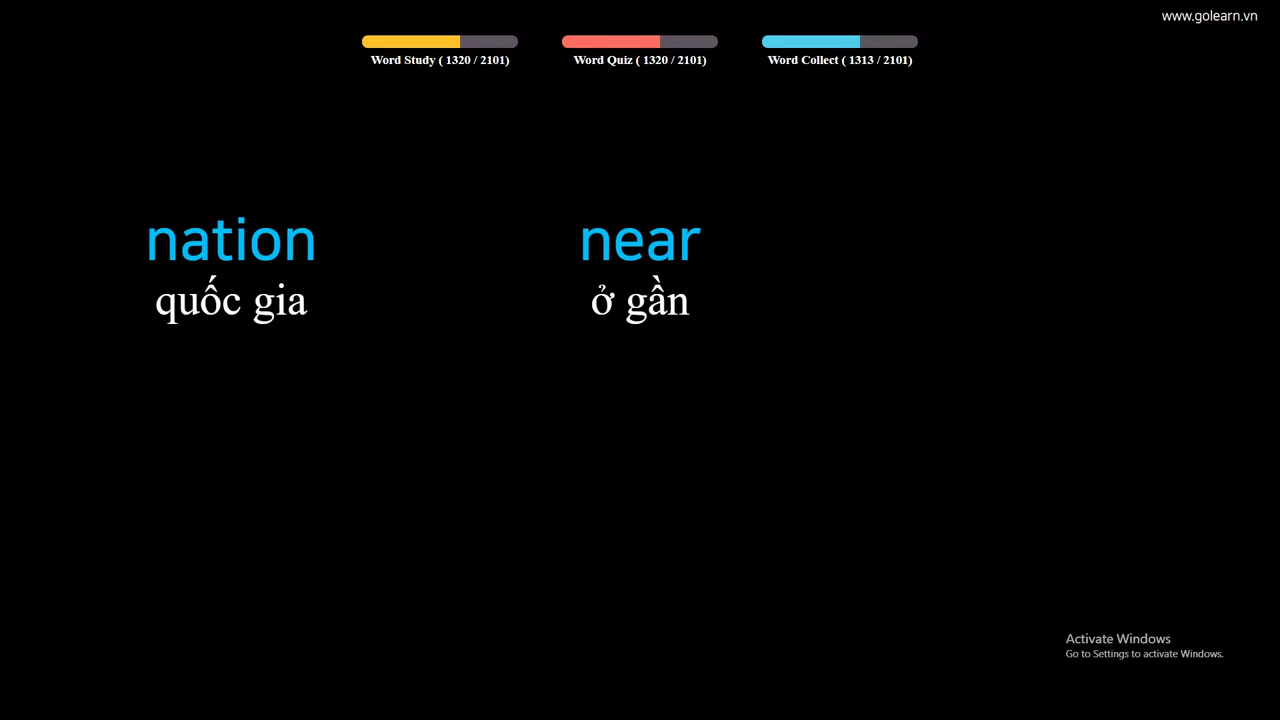 www.golearn.vn
Word Study ( 1320 / 2101)
Word Quiz ( 1320 / 2101)
Word Collect ( 1313 / 2101)
nation
quốc gia
near
ở gần
Activate Windows
Go to Settings to activate Windows.